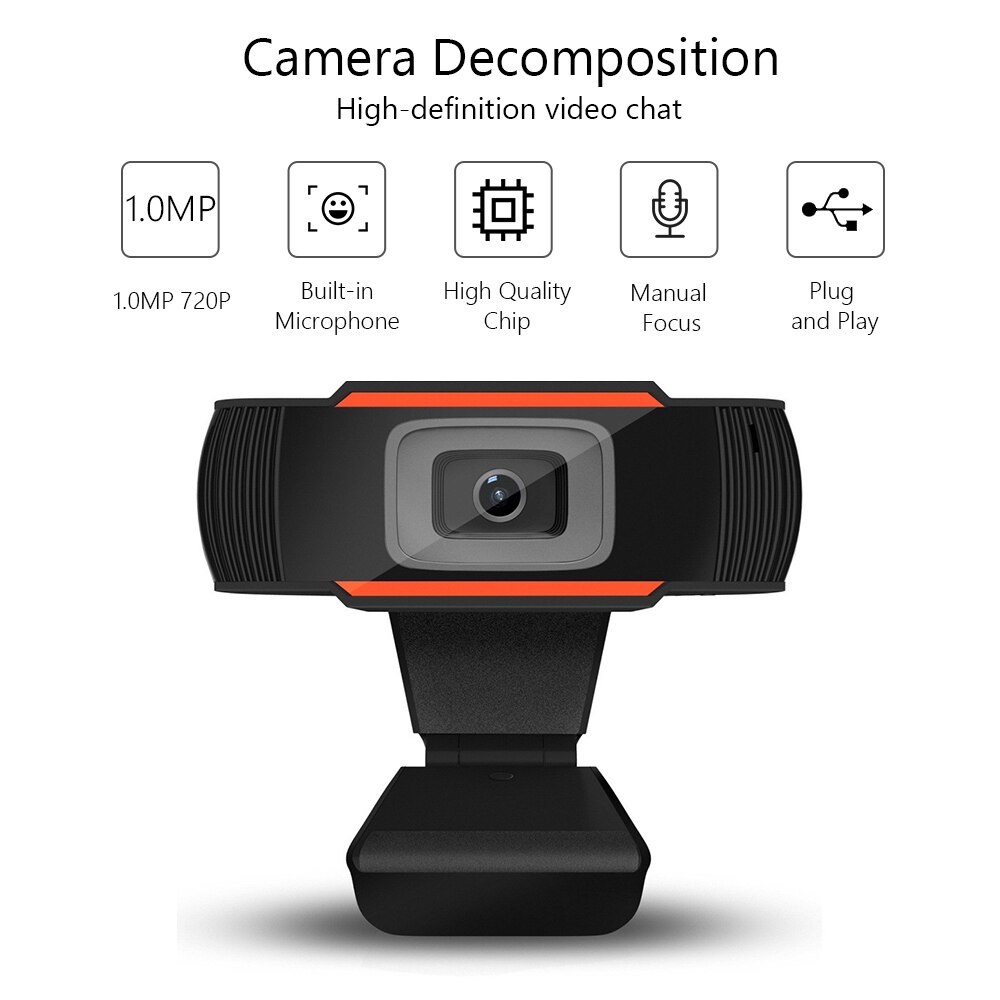 Camera Decomposition
High-definition video chat
1.0MP
1.0MP 720P
Built-in
Microphone
High Quality
Chip
Manual
Focus
Plug
and Play